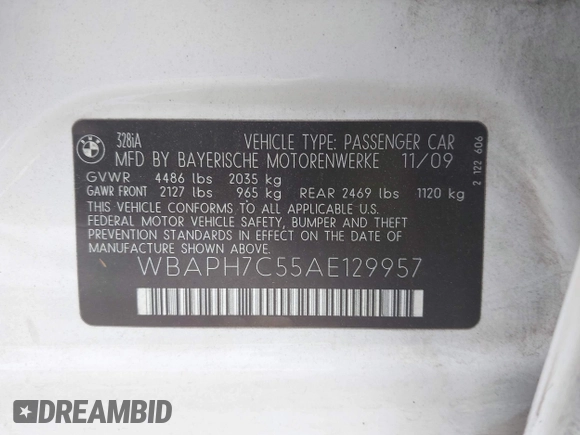 BMW
328iA VEHICLE TYPE: PASSENGER CAR
MFD BY BAYERISCHE MOTORENWERKE 11/09
GVWR 4486 lbs 2035 kg
GAWR FRONT 2127 lbs 965 kg REAR 2469 lbs 1120 kg
THIS VEHICLE CONFORMS TO ALL APPLICABLE U.S.
FEDERAL MOTOR VEHICLE SAFETY, BUMPER AND THEFT
PREVENTION STANDARDS IN EFFECT ON THE DATE OF
MANUFACTURE SHOWN ABOVE.
WBAPH7C55AE129957
2 122 606
DREAMBID